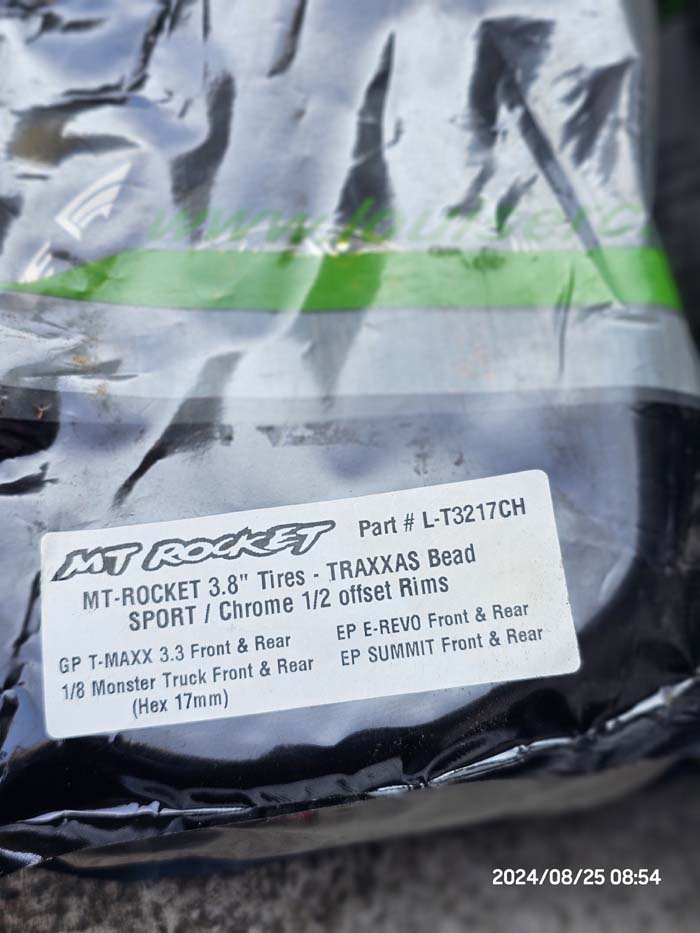 MT ROCKET
Part # L-T3217CH
MT-ROCKET 3.8" Tires - TRAXXAS Bead
SPORT / Chrome 1/2 offset Rims
GP T-MAXX 3.3 Front & Rear
1/8 Monster Truck Front & Rear
(Hex 17mm)
EP E-REVO Front & Rear
EP SUMMIT Front & Rear
2024/08/25 08:54